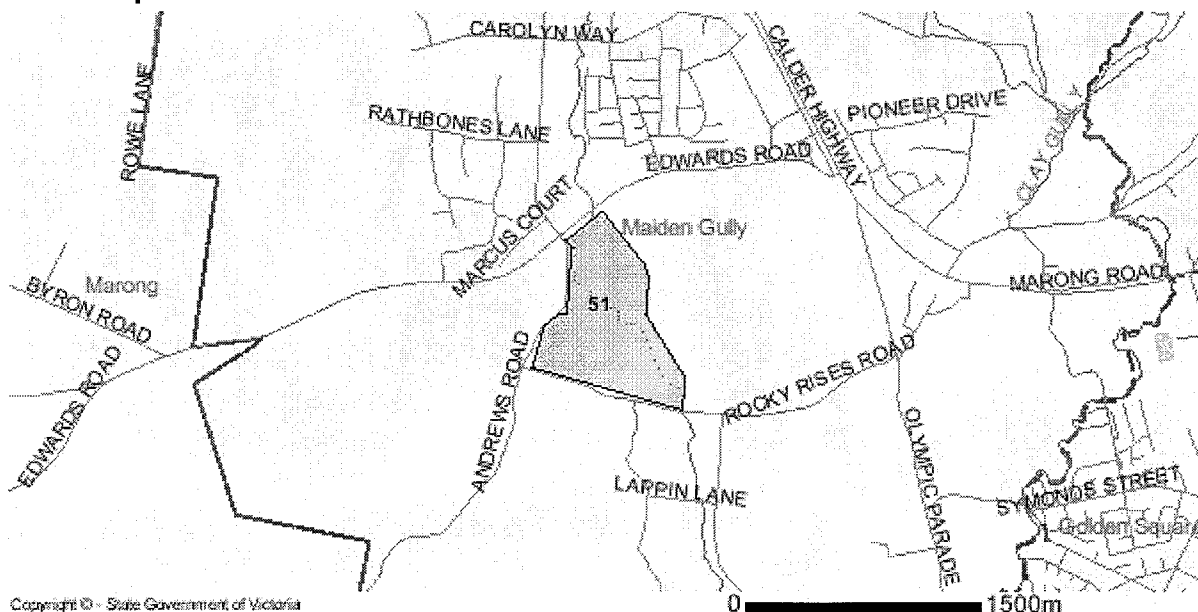 CAROLYN WAY
CALDER HIGHWAY
ROWE LANE
RATHBONES LANE
PIONEER DRIVE
EDWARDS ROAD
CLAY GULLY
MARCUS COURT
Maiden Gully
Marong
BYRON ROAD
MARONG ROAD
51
EDWARDS ROAD
ANDREWS ROAD
ROCKY RISES ROAD
OLYMPIC PARADE
LAPPIN LANE
SYMONDS STREET
Golden Square
Copyright © - State Government of Victoria
0 1500m